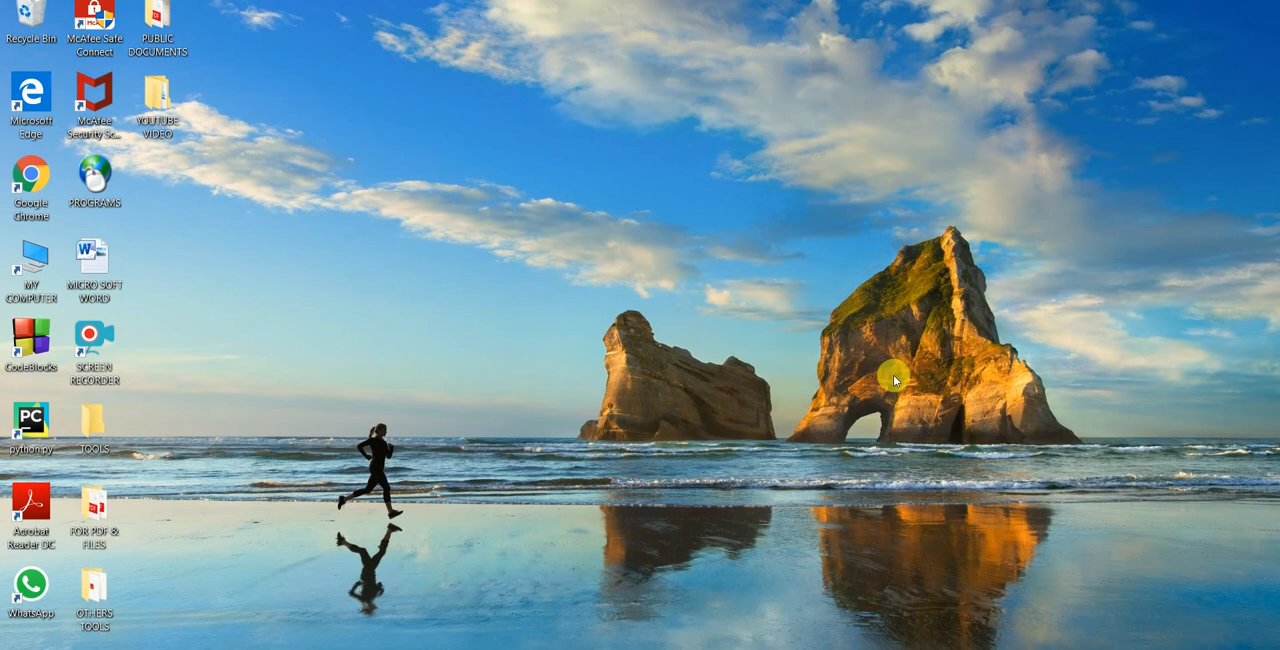 Recycle Bin
McAfee Safe
Connect
PUBLIC
DOCUMENTS
Microsoft
Edge
McAfee
Security Sc...
YOUTUBE
VIDEO
Google
Chrome
PROGRAMS
MY
COMPUTER
W
MICRO SOFT
WORD
CodeBlocks
SCREEN
RECORDER
PC
python.py
TOOLS
Acrobat
Reader DC
FOR PDF &
FILES
WhatsApp
OTHERS
TOOLS